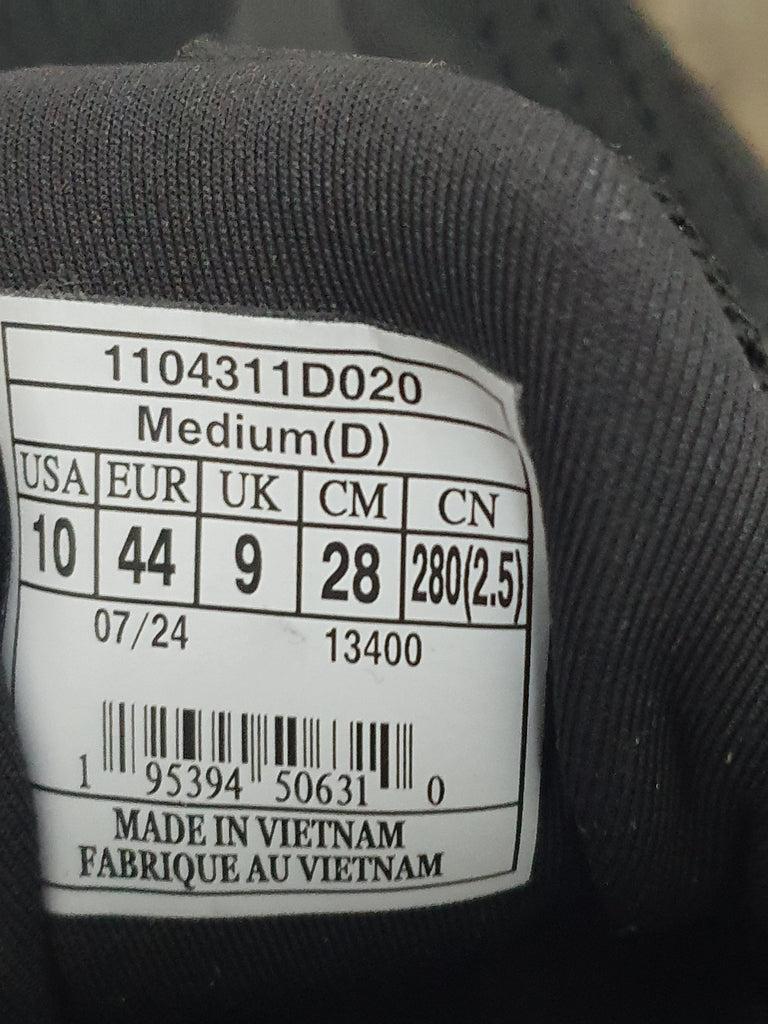 1104311D020
Medium(D)
USA EUR UK CM CN
10 44 9 28 280(2.5)
07/24 13400
1 95394 50631 0
MADE IN VIETNAM
FABRIQUE AU VIETNAM